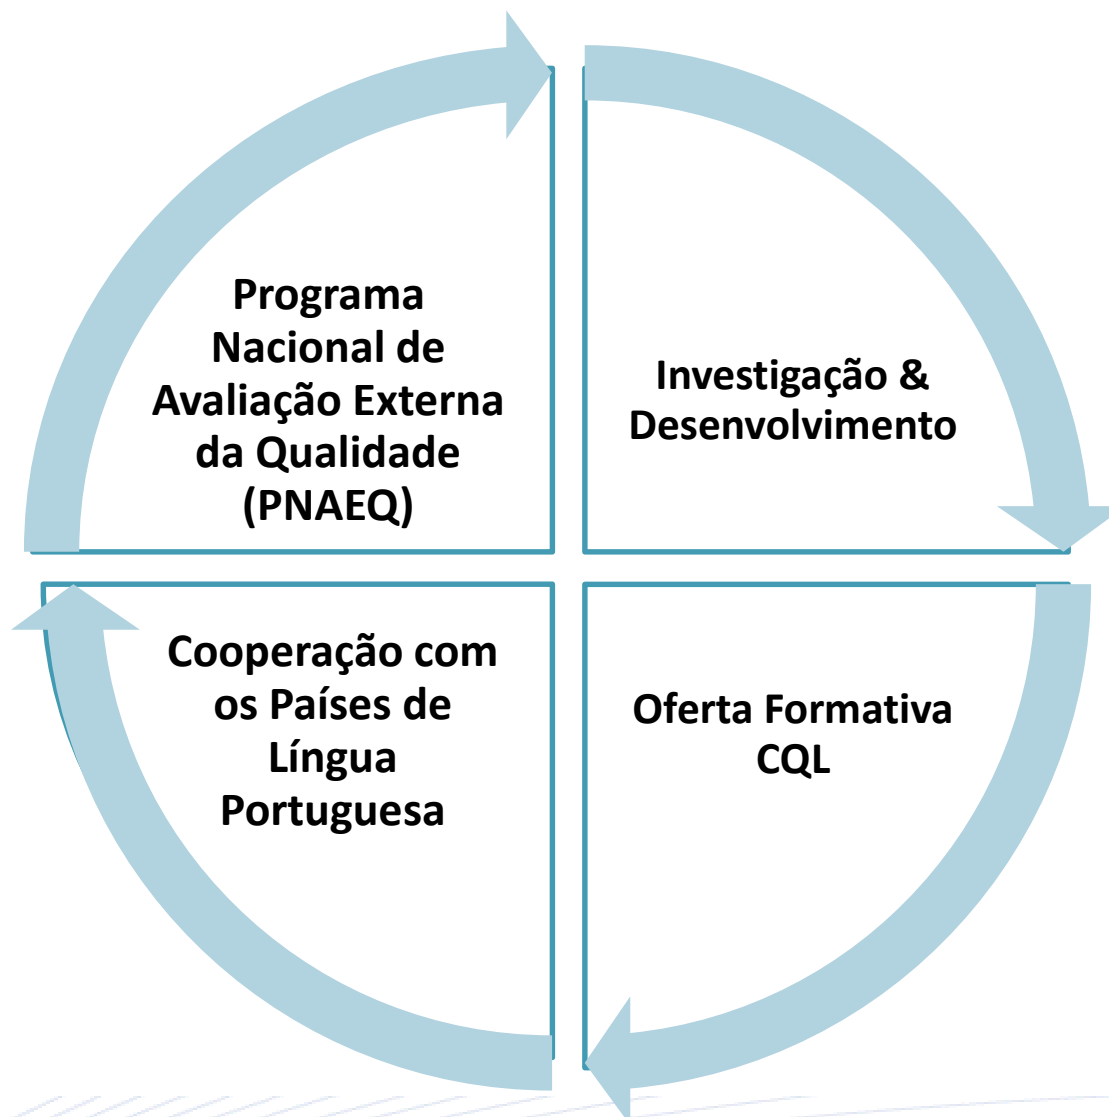 Programa
Nacional de
Avaliação Externa
da Qualidade
(PNAEQ)
Investigação &
Desenvolvimento
Cooperação com
os Países de
Língua
Portuguesa
Oferta Formativa
CQL